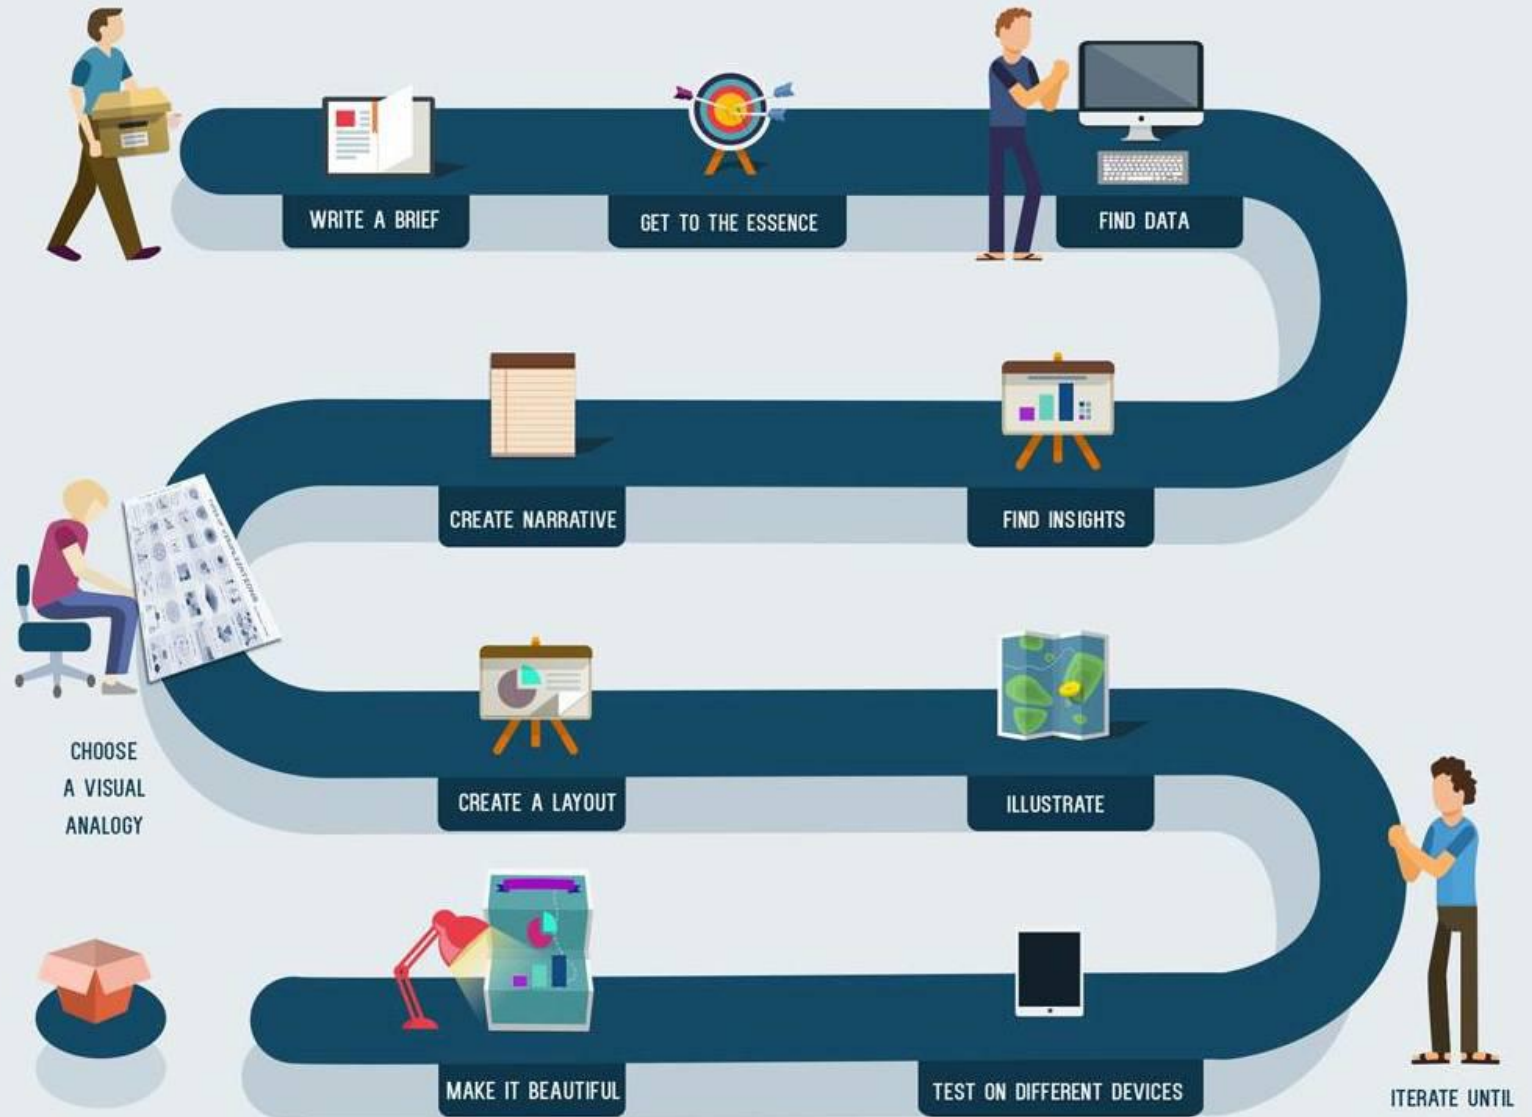 WRITE A BRIEF
GET TO THE ESSENCE
FIND DATA
FIND INSIGHTS
CREATE NARRATIVE
CHOOSE
A VISUAL
ANALOGY
CREATE A LAYOUT
ILLUSTRATE
ITERATE UNTIL
TEST ON DIFFERENT DEVICES
MAKE IT BEAUTIFUL